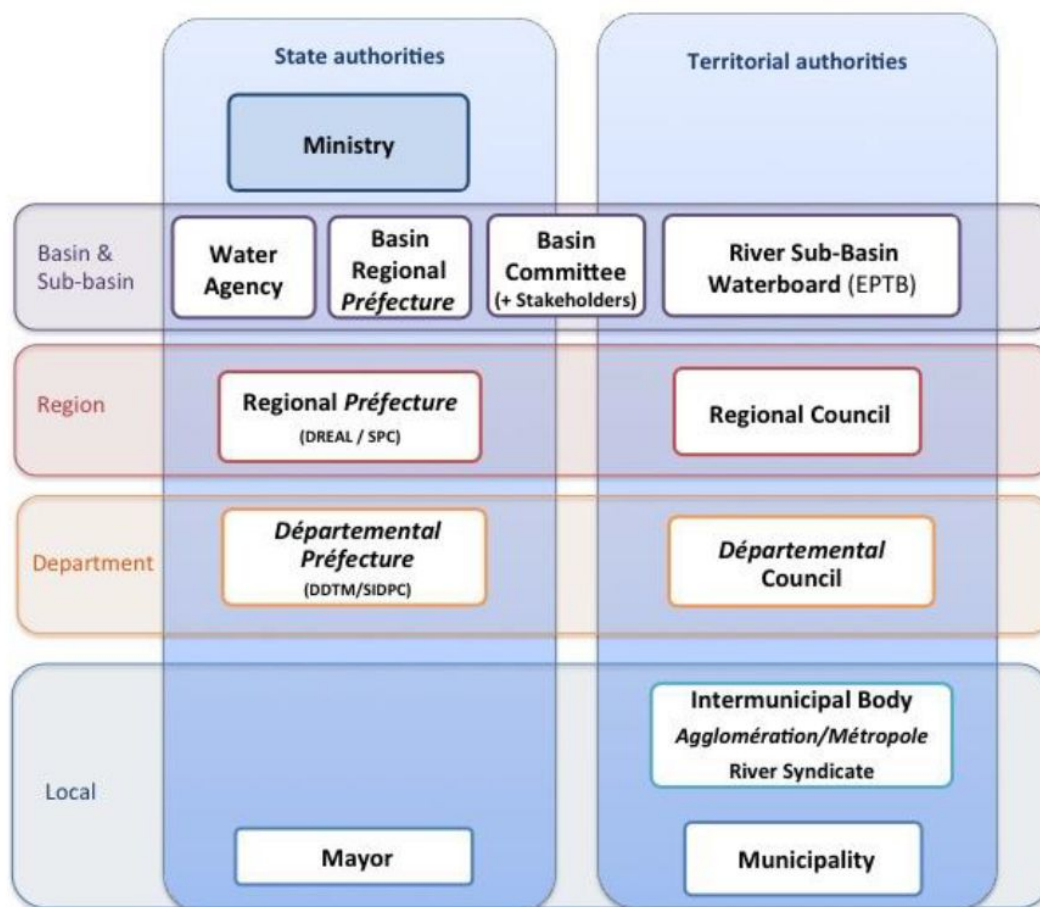 State authorities
Territorial authorities
Ministry
Basin &
Sub-basin
Water
Agency
Basin
Regional
Préfecture
Basin
Committee
(+ Stakeholders)
River Sub-Basin
Waterboard (EPTB)
Region
Regional Préfecture
(DREAL / SPC)
Regional Council
Department
Départemental
Préfecture
(DDTM/SIDPC)
Départemental
Council
Local
Intermunicipal Body
Agglomération/Métropole
River Syndicate
Mayor
Municipality